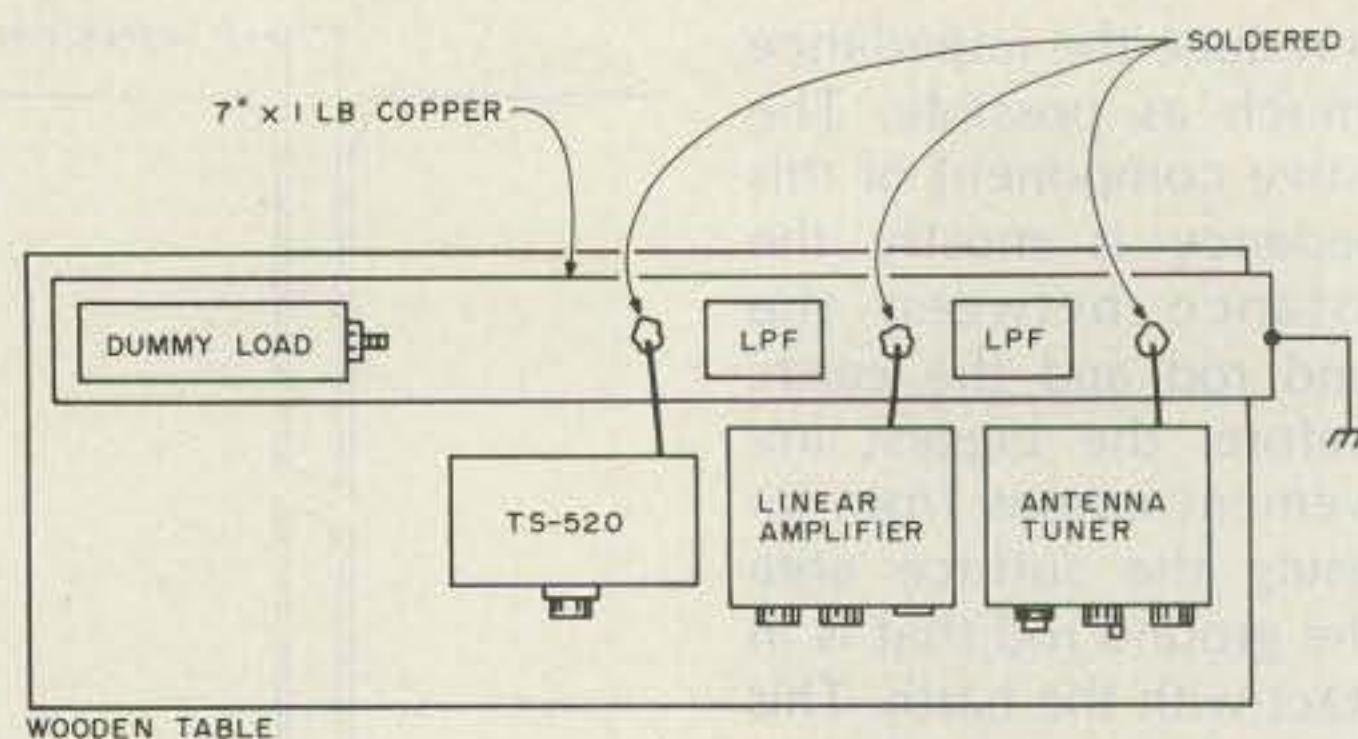 SOLDERED
7" x 1 LB COPPER
DUMMY LOAD
LPF
LPF
TS-520
LINEAR
AMPLIFIER
ANTENNA
TUNER
WOODEN TABLE